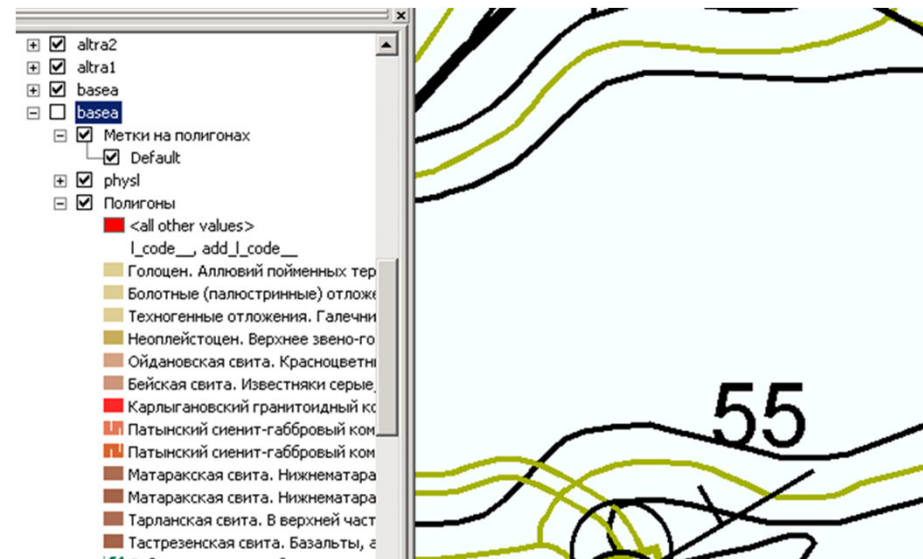 altra2
altra1
basea
basea
Метки на полигонах
Default
physl
Полигоны
<all other values>
l_code__, add_l_code__
Голоцен. Аллювий пойменных тер
Болотные (палюстринные) отложе
Техногенные отложения. Галечни
Неоплейстоцен. Верхнее звено-го
Ойдановская свита. Красноцветн
Бейская свита. Известняки серые,
Карлыгановский гранитоидный ко
Патынский сиенит-габбровый ком
Патынский сиенит-габбровый ком
Матаракская свита. Нижнематара
Матаракская свита. Нижнематара
Тарланская свита. В верхней част
Тастрезенская свита. Базальты, а
55